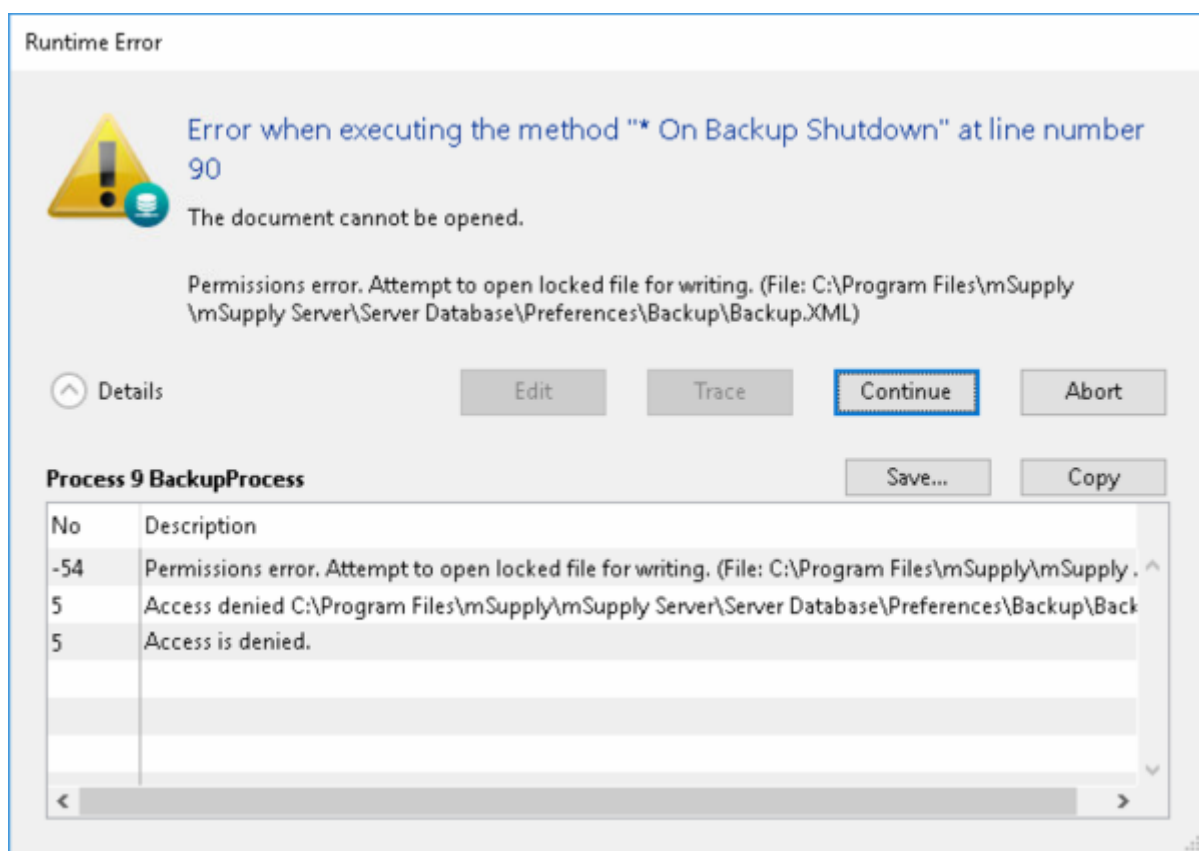 Runtime Error
Error when executing the method "* On Backup Shutdown" at line number
90
The document cannot be opened.
Permissions error. Attempt to open locked file for writing. (File: C:\Program Files\mSupply
\mSupply Server\Server Database\Preferences\Backup\Backup.XML)
Details Edit Trace Continue Abort
Process 9 BackupProcess Save... Copy
No Description
-54 Permissions error. Attempt to open locked file for writing. (File: C:\Program Files\mSupply\mSupply .
5 Access denied C:\Program Files\mSupply\mSupply Server\Server Database\Preferences\Backup\Back
5 Access is denied.